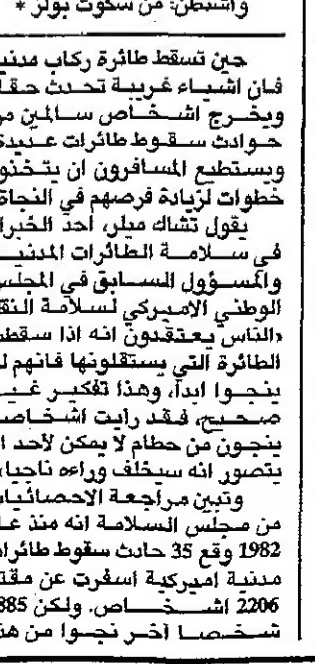 واشنطن: من سكوت بولز *
حين تسقط طائرة ركاب مدنية
فان اشياء غريبة تحدث حقا
ويخرج اشخاص سالمين من
حوادث سقوط طائرات عديدة
ويستطيع المسافرون ان يتخذوا
خطوات لزيادة فرصهم في النجاة
يقول تشاك ميلر، احد الخبراء
في سلامة الطائرات المدنية
والمسؤول السابق في المجلس
الوطني الاميركي لسلامة النقل
«الناس يعتقدون انه اذا سقطت
الطائرة التي يستقلونها فانهم لن
ينجوا ابدا، وهذا تفكير غير
صحيح، فقد رايت اشخاصا
ينجون من حطام لا يمكن لأحد ان
يتصور انه سيخلف وراءه ناجيا»
وتبين مراجعة الاحصائيات
من مجلس السلامة انه منذ عام
1982 وقع 35 حادث سقوط طائرات
مدنية اميركية اسفرت عن مقتل
2206 اشخاص. ولكن 885
شخصا آخر نجوا من هذه